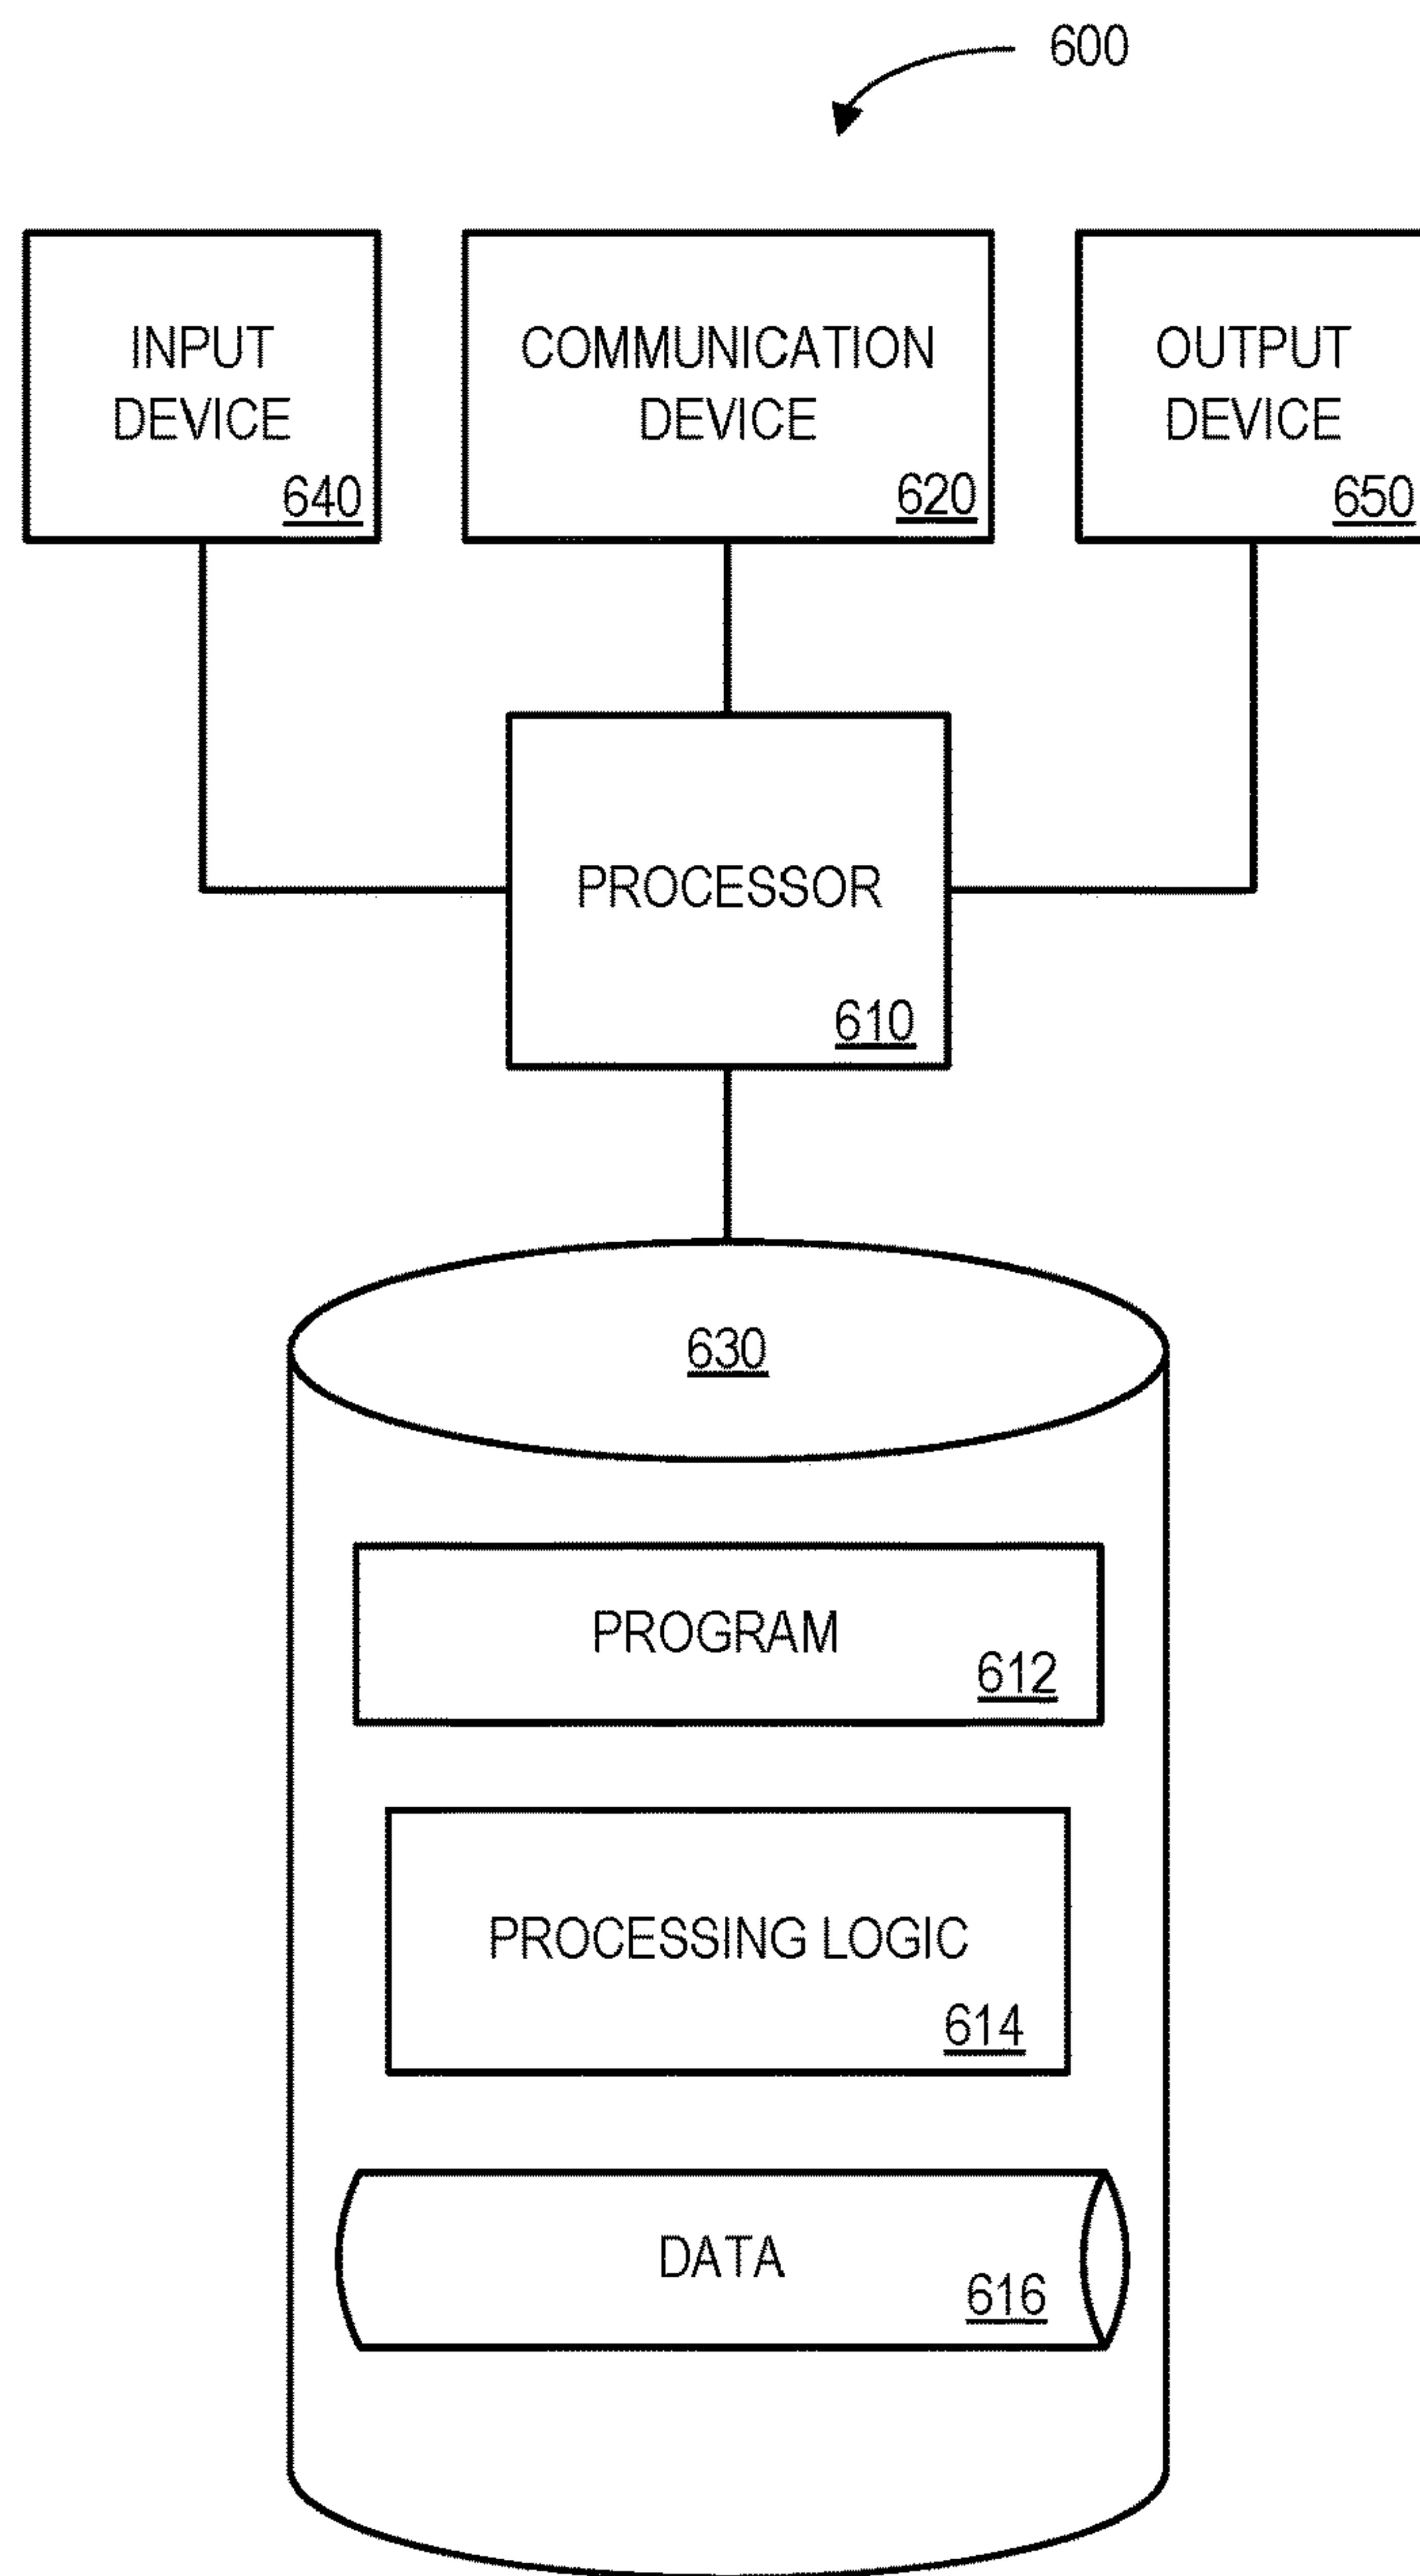 600
INPUT
DEVICE
640
COMMUNICATION
DEVICE
620
OUTPUT
DEVICE
650
PROCESSOR
610
630
PROGRAM
612
PROCESSING LOGIC
614
DATA
616